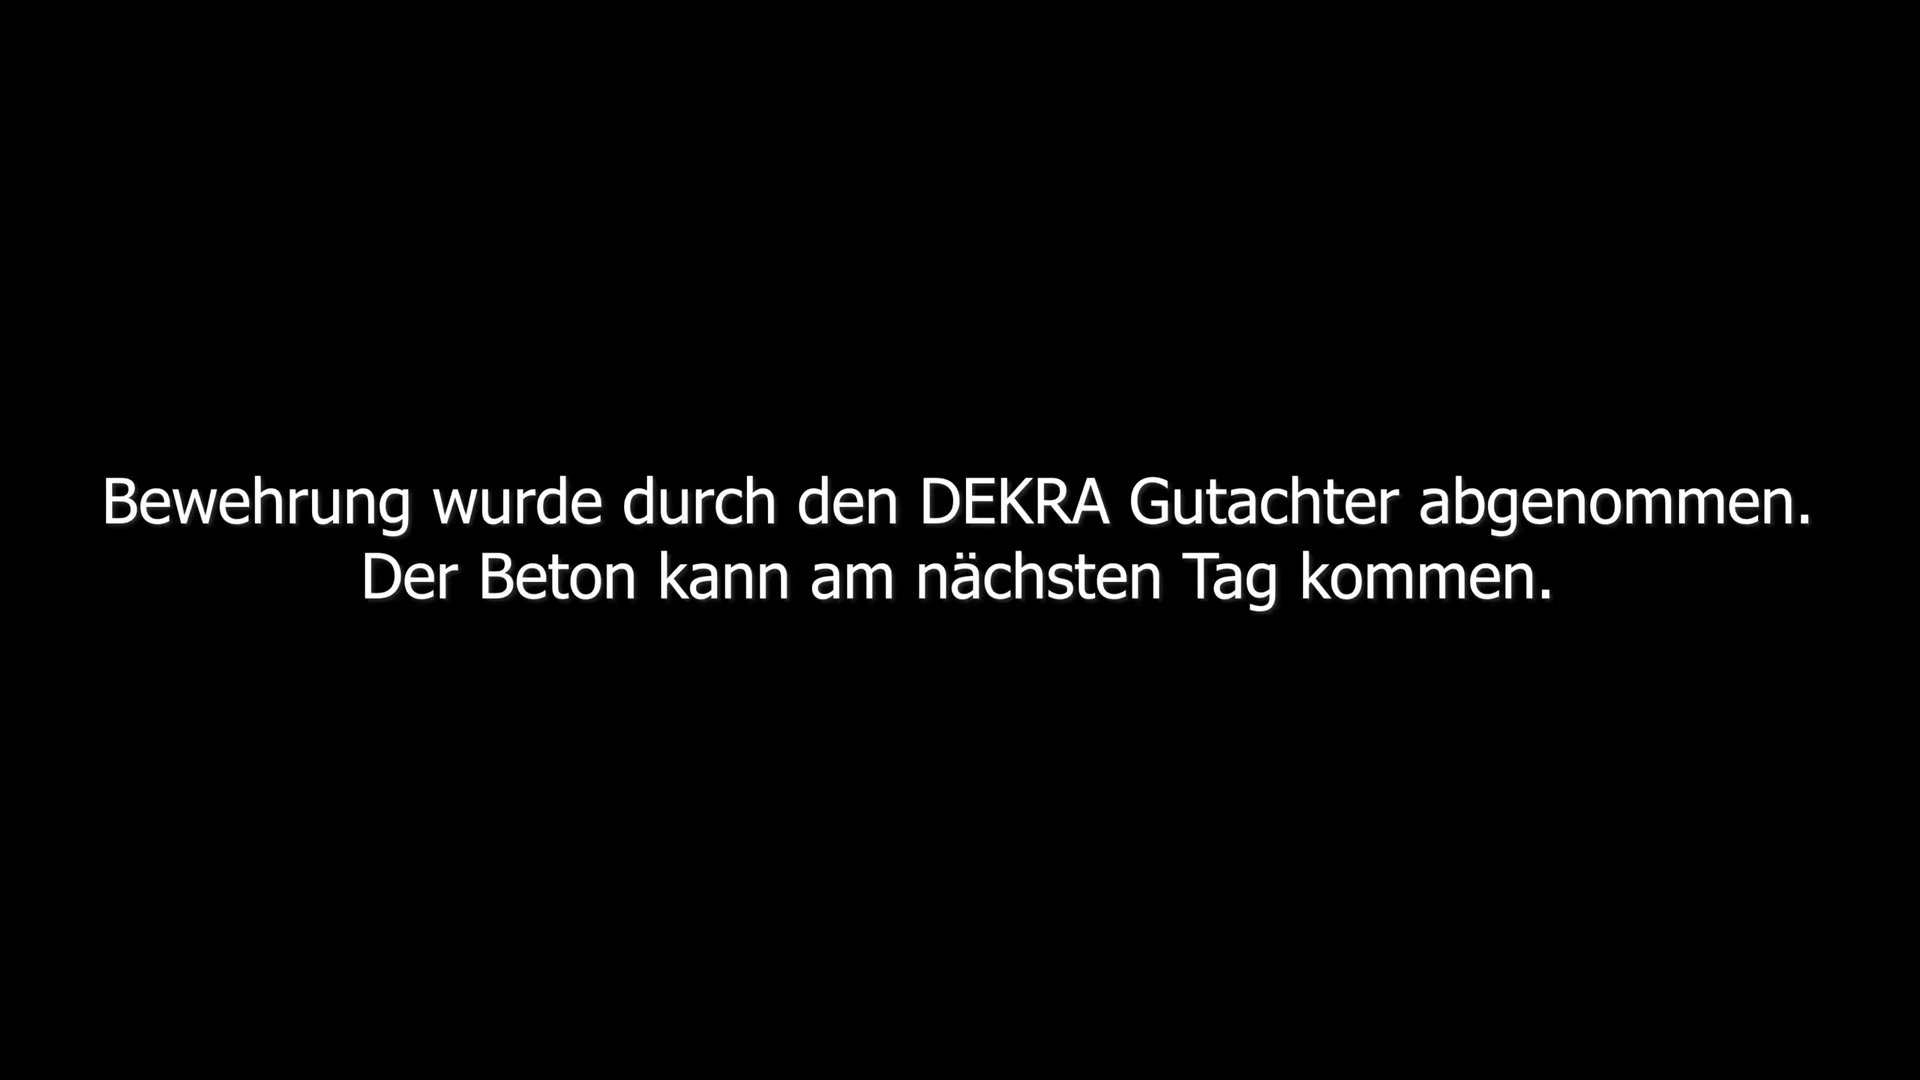 Bewehrung wurde durch den DEKRA Gutachter abgenommen.
Der Beton kann am nächsten Tag kommen.